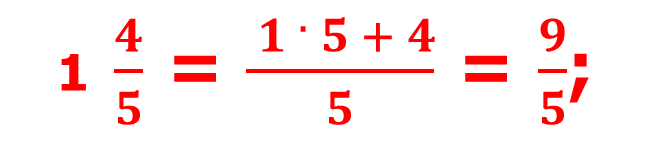 1 4/5 = (1 · 5 + 4)/5 = 9/5;